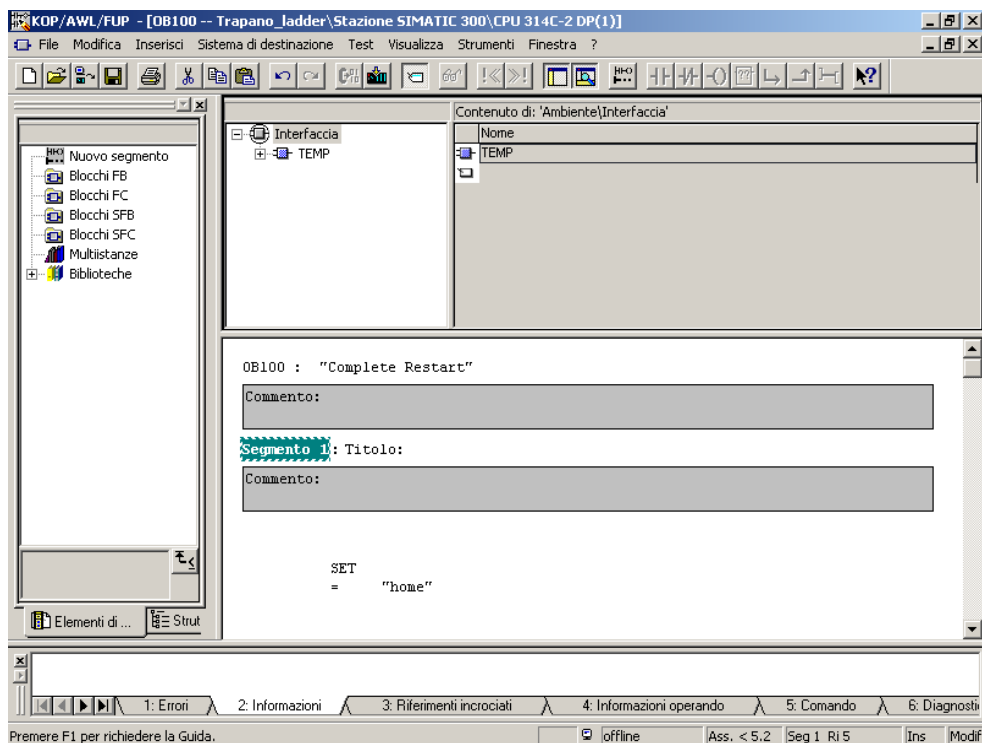 KOP/AWL/FUP - [OB100 -- Trapano_ladder\Stazione SIMATIC 300\CPU 314C-2 DP(1)]
File Modifica Inserisci Sistema di destinazione Test Visualizza Strumenti Finestra ?
Contenuto di: 'Ambiente\Interfaccia'
Interfaccia
TEMP
Nome
TEMP
Nuovo segmento
Blocchi FB
Blocchi FC
Blocchi SFB
Blocchi SFC
Multiistanze
Biblioteche
Elementi di ...
Strut
OB100 : "Complete Restart"
Commento:
Segmento 1: Titolo:
Commento:
SET
= "home"
1: Errori
2: Informazioni
3: Riferimenti incrociati
4: Informazioni operando
5: Comando
6: Diagnosti
Premere F1 per richiedere la Guida.
offline
Ass. < 5.2
Seg 1 Ri 5
Ins
Modif